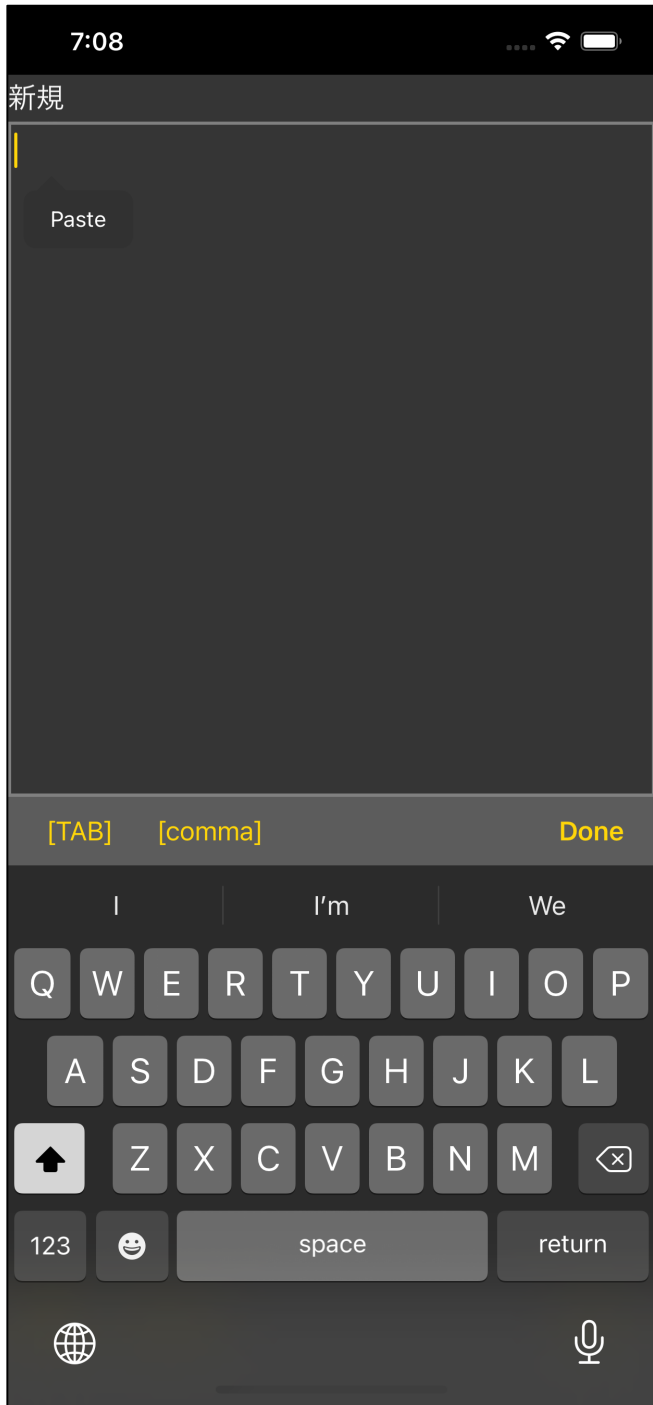 7:08
新規
Paste
[TAB] [comma] Done
I I'm We
Q W E R T Y U I O P
A S D F G H J K L
Z X C V B N M
123 space return